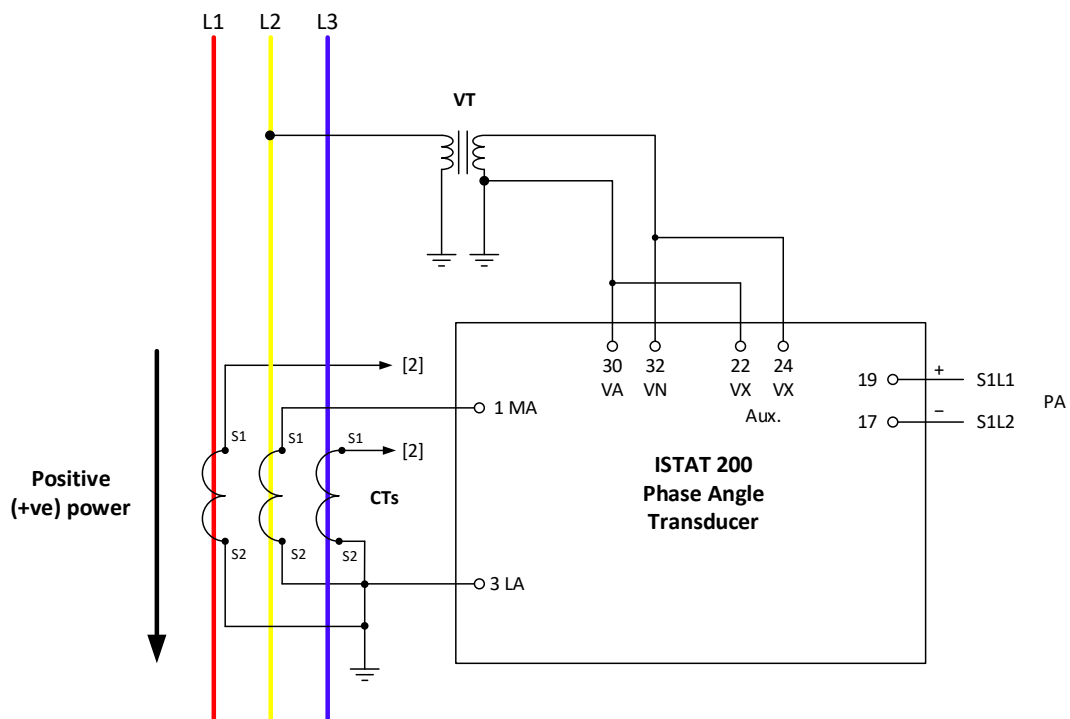 L1 L2 L3
VT
[2]
30 32 22 24
VA VN VX VX
Aux.
19 + S1L1
PA
17 − S1L2
1 MA
S1 S1 S1 [2]
Positive
(+ve) power
CTs
ISTAT 200
Phase Angle
Transducer
S2 S2 S2
3 LA